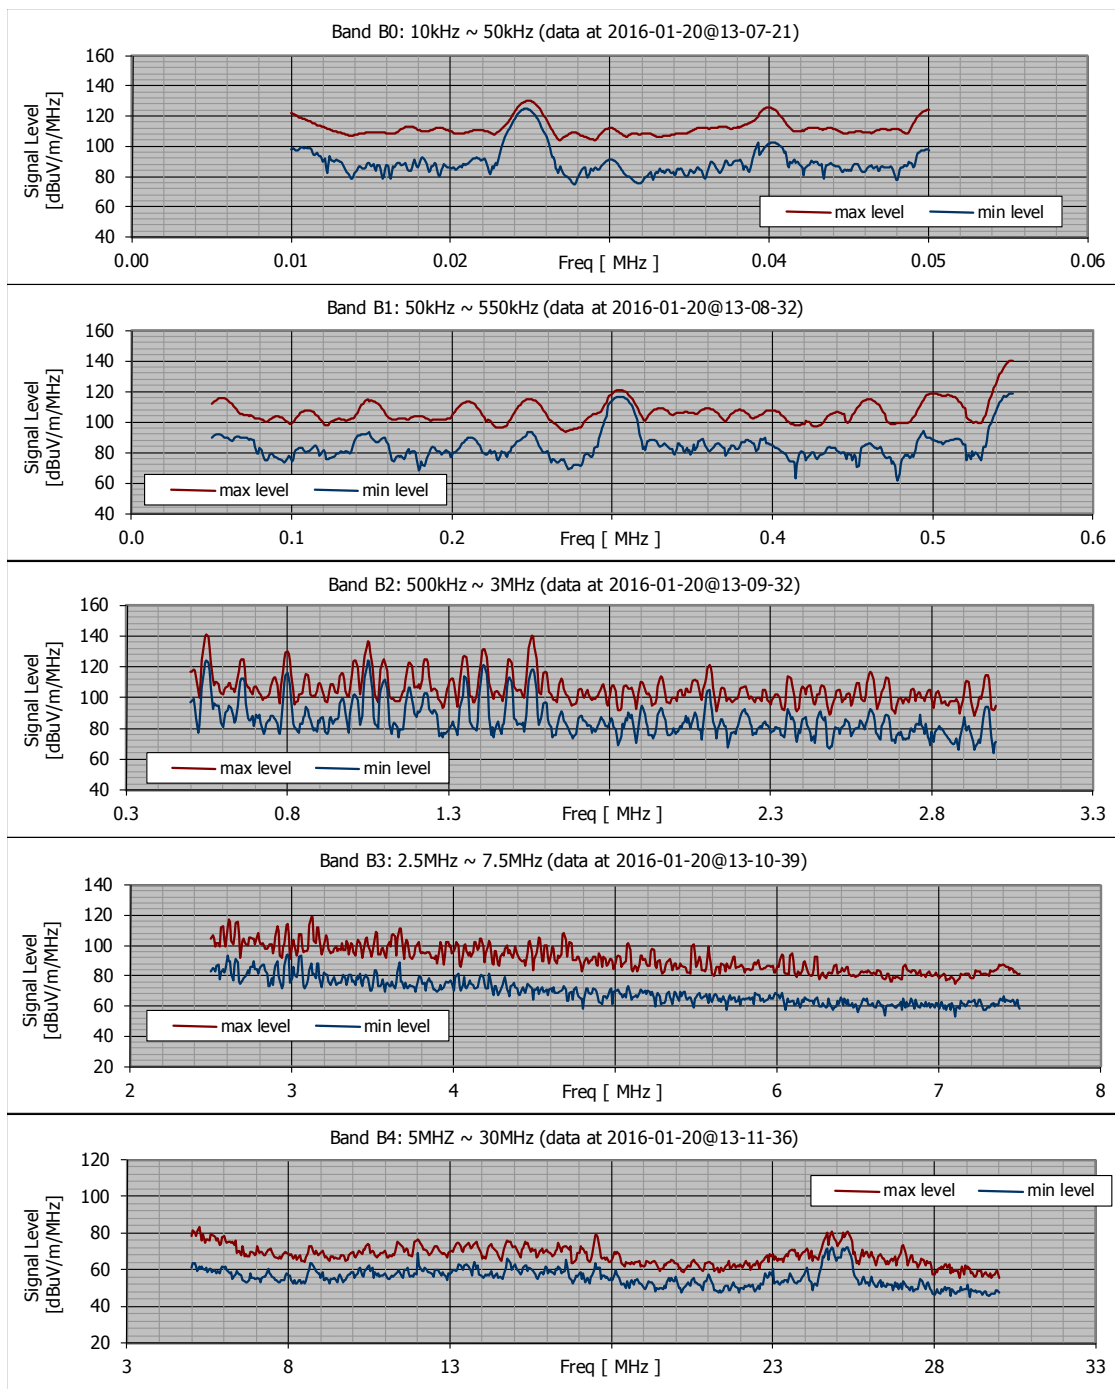 Band B0: 10kHz ~ 50kHz (data at 2016-01-20@13-07-21)
160
140
120
100
80
60
40
Signal Level
[dBuV/m/MHz]
max level min level
0.00 0.01 0.02 Freq [ MHz ] 0.04 0.05 0.06
Band B1: 50kHz ~ 550kHz (data at 2016-01-20@13-08-32)
160
140
120
100
80
60
40
Signal Level
[dBuV/m/MHz]
max level min level
0.0 0.1 0.2 Freq [ MHz ] 0.4 0.5 0.6
Band B2: 500kHz ~ 3MHz (data at 2016-01-20@13-09-32)
160
140
120
100
80
60
40
Signal Level
[dBuV/m/MHz]
max level min level
0.3 0.8 1.3 Freq [ MHz ] 2.3 2.8 3.3
Band B3: 2.5MHz ~ 7.5MHz (data at 2016-01-20@13-10-39)
140
120
100
80
60
40
20
Signal Level
[dBuV/m/MHz]
max level min level
2 3 4 Freq [ MHz ] 6 7 8
Band B4: 5MHZ ~ 30MHz (data at 2016-01-20@13-11-36)
120
100
80
60
40
20
Signal Level
[dBuV/m/MHz]
max level min level
3 8 13 Freq [ MHz ] 23 28 33